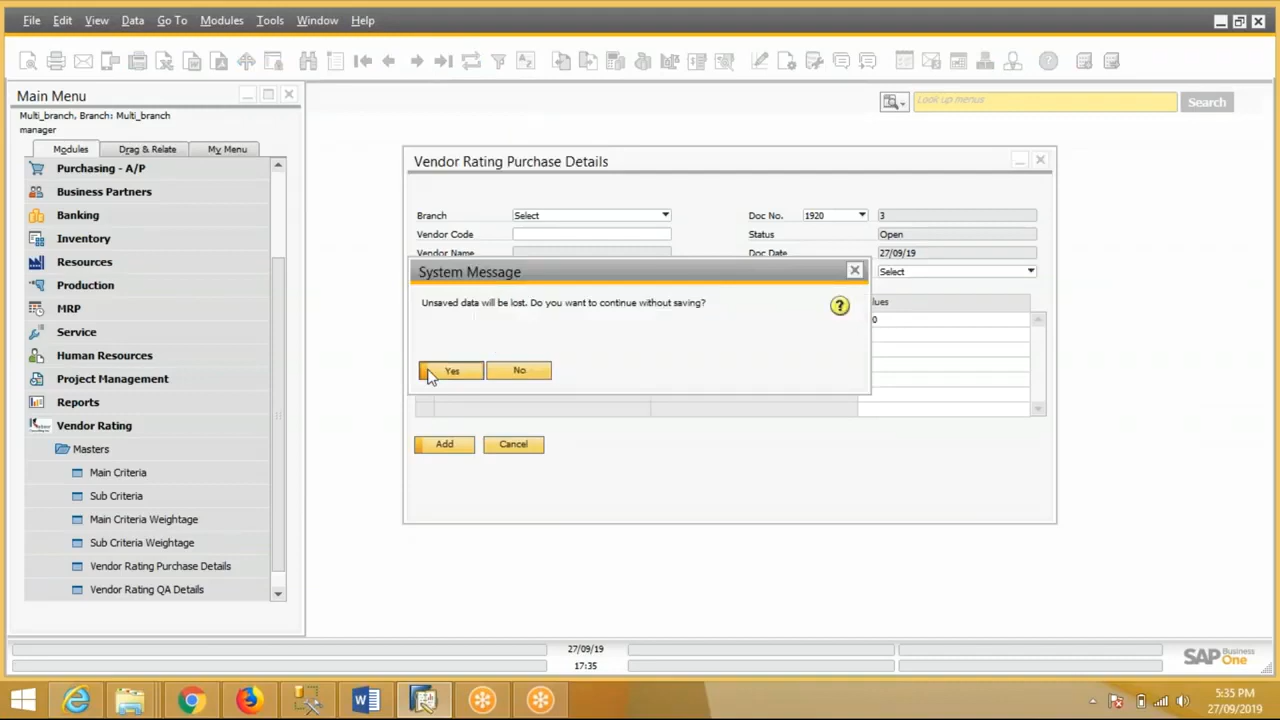 File Edit View Data Go To Modules Tools Window Help
Main Menu
Multi_branch, Branch: Multi_branch
manager
Modules Drag & Relate My Menu
Purchasing - A/P
Business Partners
Banking
Inventory
Resources
Production
MRP
Service
Human Resources
Project Management
Reports
Vendor Rating
Masters
Main Criteria
Sub Criteria
Main Criteria Weightage
Sub Criteria Weightage
Vendor Rating Purchase Details
Vendor Rating QA Details
Look up menus Search
Vendor Rating Purchase Details
Branch Select Doc No. 1920 3
Vendor Code Status Open
Vendor Name Doc Date 27/09/19
Select
System Message
Unsaved data will be lost. Do you want to continue without saving?
?
Yes No
lues
0
Add Cancel
27/09/19
17:35
SAP Business One
5:35 PM
27/09/2019